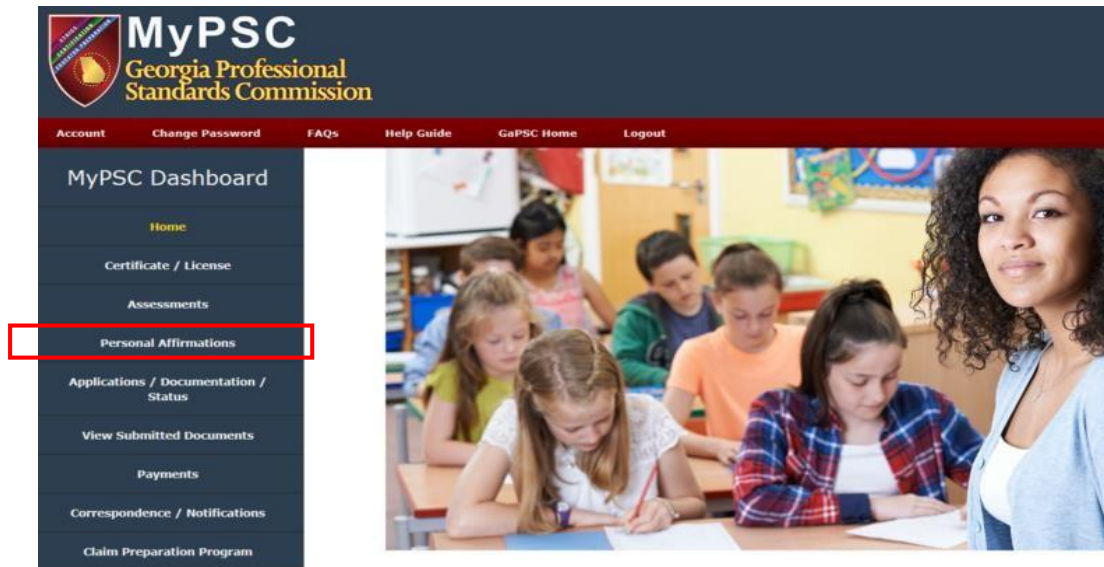 MyPSC
Georgia Professional
Standards Commission
Account Change Password FAQs Help Guide GaPSC Home Logout
MyPSC Dashboard
Home
Certificate / License
Assessments
Personal Affirmations
Applications / Documentation /
Status
View Submitted Documents
Payments
Correspondence / Notifications
Claim Preparation Program